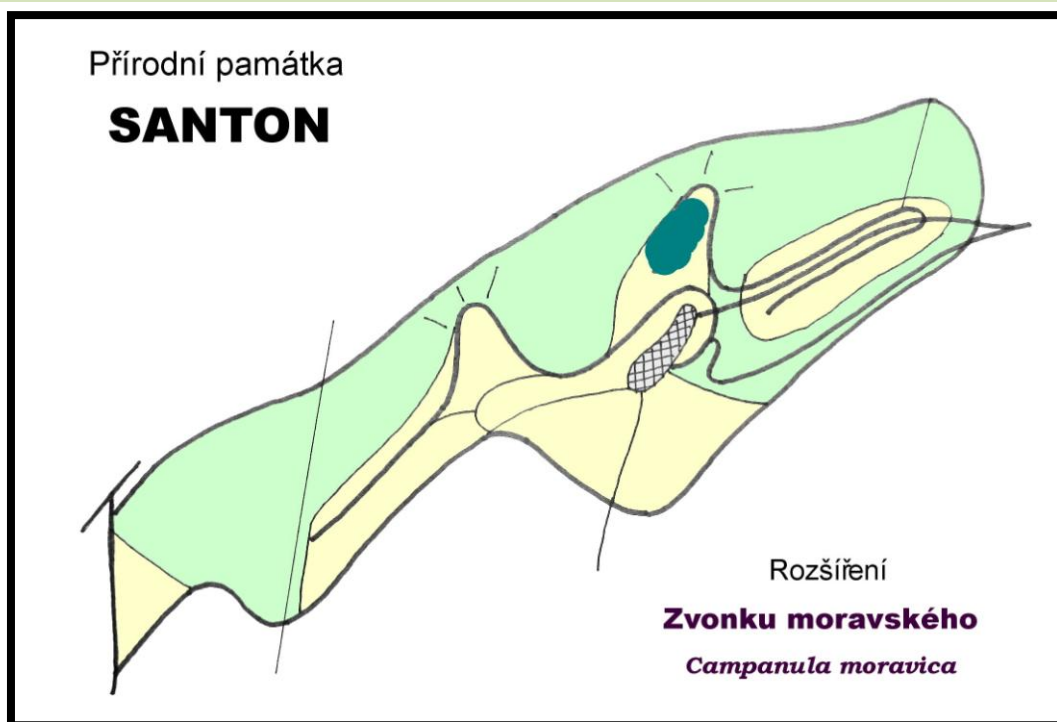 Přírodní památka
SANTON
Rozšíření
Zvonku moravského
Campanula moravica